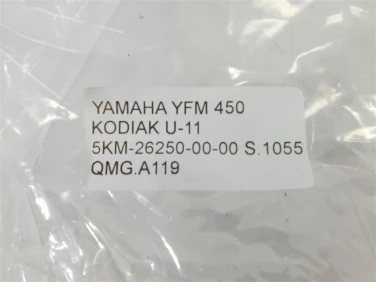 YAMAHA YFM 450
KODIAK U-11
5KM-26250-00-00 S.1055
QMG.A119